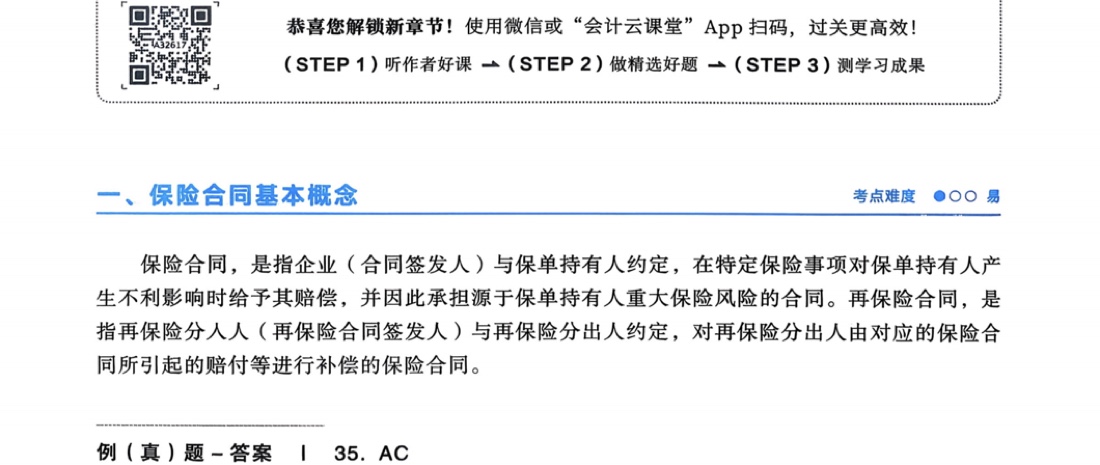 恭喜您解锁新章节！使用微信或“会计云课堂”App 扫码，过关更高效！
A32617
（STEP 1）听作者好课 ⇀（STEP 2）做精选好题 ⇀（STEP 3）测学习成果
一、保险合同基本概念 考点难度 ●○○ 易
保险合同，是指企业（合同签发人）与保单持有人约定，在特定保险事项对保单持有人产
生不利影响时给予其赔偿，并因此承担源于保单持有人重大保险风险的合同。再保险合同，是
指再保险分入人（再保险合同签发人）与再保险分出人约定，对再保险分出人由对应的保险合
同所引起的赔付等进行补偿的保险合同。
例（真）题－答案 | 35. AC